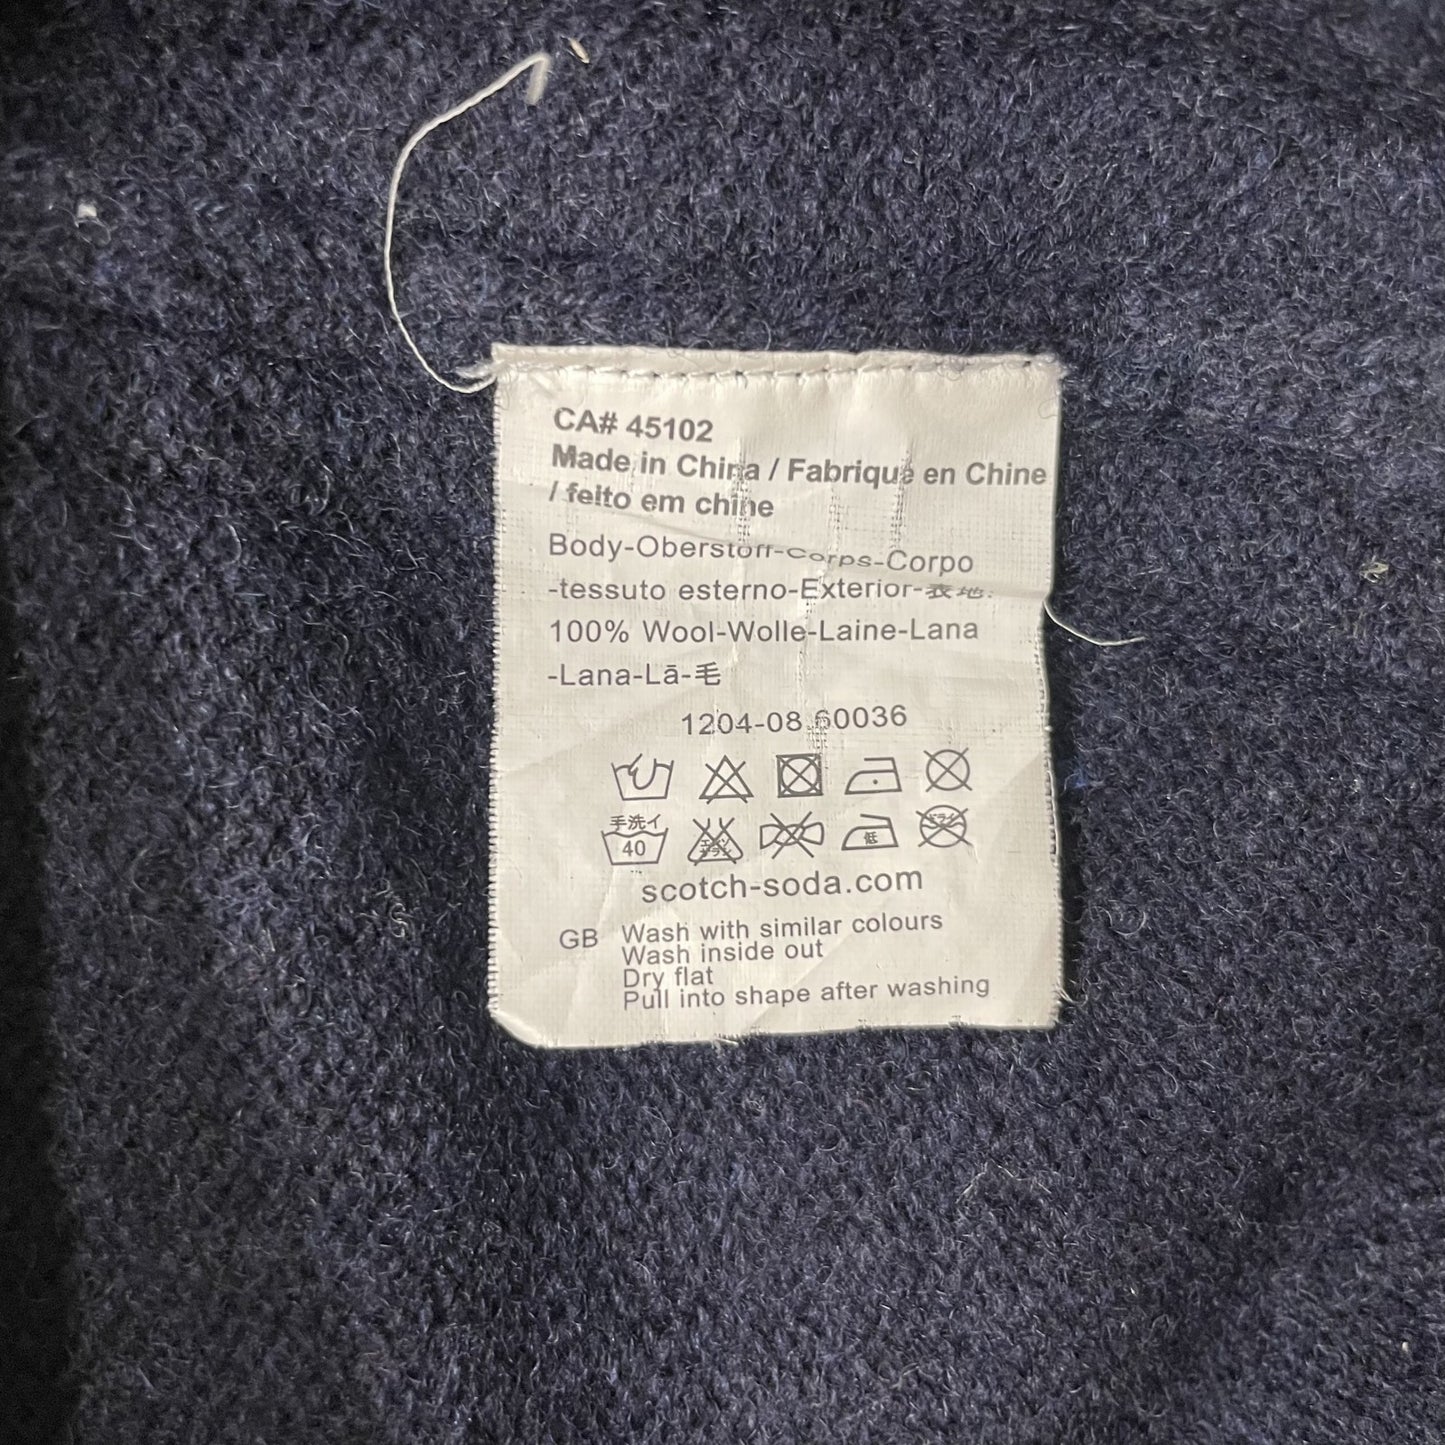 CA# 45102
Made in China / Fabriqué en Chine
/ feito em chine
Body-Oberstoff-Corps-Corpo
-tessuto esterno-Exterior-表地:
100% Wool-Wolle-Laine-Lana
-Lana-Lã-毛
1204-08.60036
手洗イ
40
低
scotch-soda.com
GB Wash with similar colours
Wash inside out
Dry flat
Pull into shape after washing